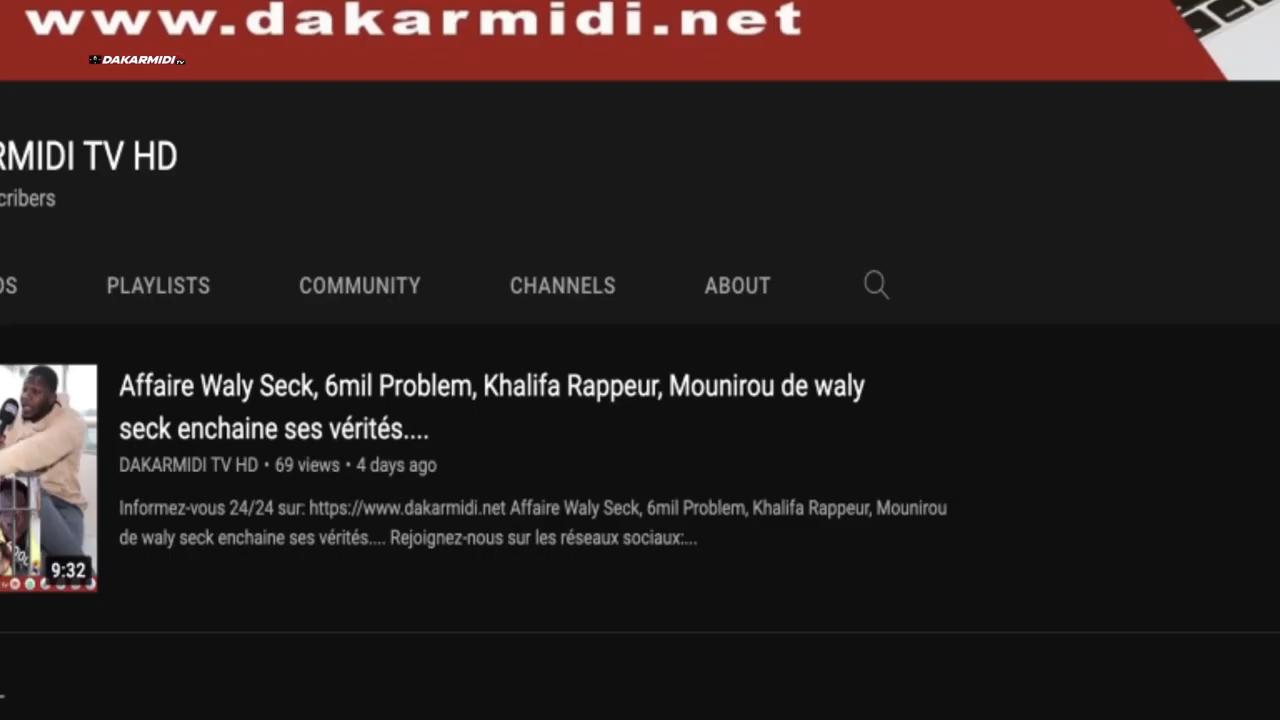 www.dakarmidi.net
DAKARMIDI TV
RMIDI TV HD
cribers
OS
PLAYLISTS
COMMUNITY
CHANNELS
ABOUT
Affaire Waly Seck, 6mil Problem, Khalifa Rappeur, Mounirou de waly
seck enchaine ses vérités....
DAKARMIDI TV HD • 69 views • 4 days ago
Informez-vous 24/24 sur: https://www.dakarmidi.net Affaire Waly Seck, 6mil Problem, Khalifa Rappeur, Mounirou
de waly seck enchaine ses vérités.... Rejoignez-nous sur les réseaux sociaux:...
9:32